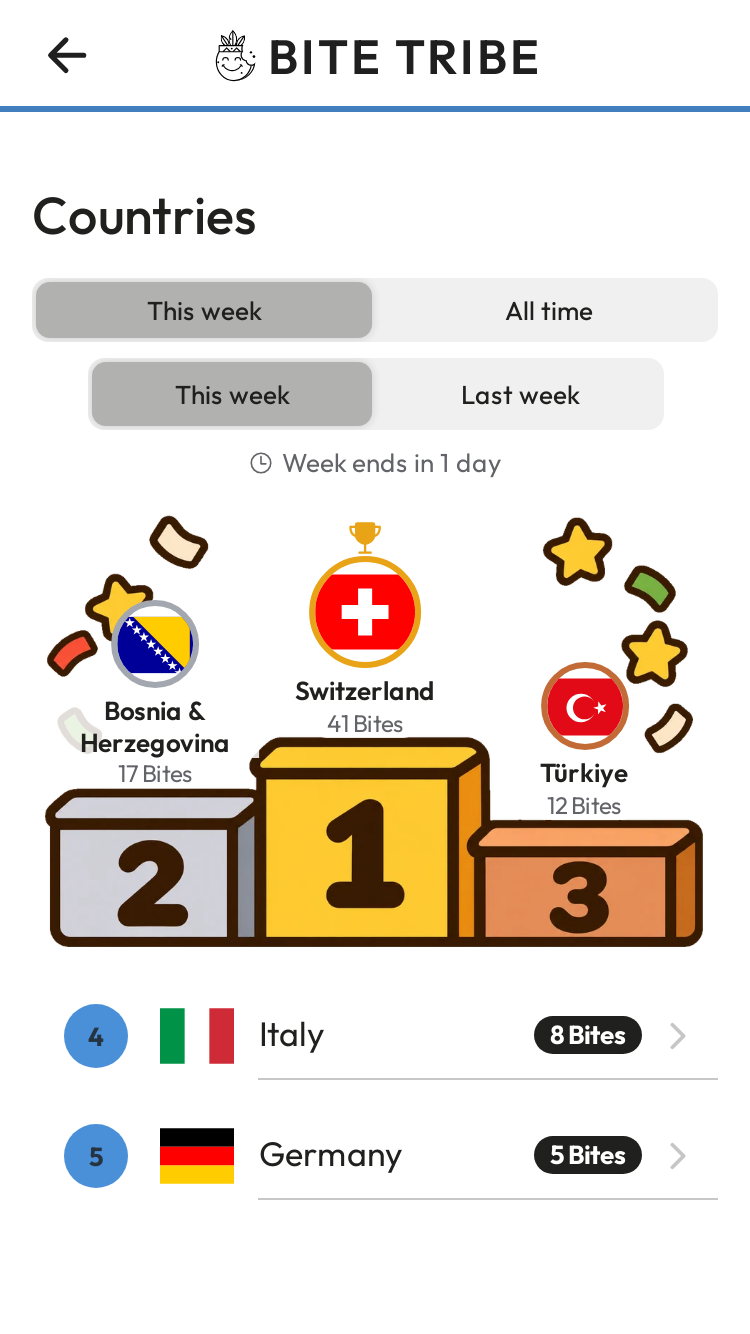 BITE TRIBE
Countries
This week
All time
This week
Last week
Week ends in 1 day
Switzerland
41 Bites
Bosnia &
Herzegovina
17 Bites
Türkiye
12 Bites
2
1
3
4
Italy
8 Bites
5
Germany
5 Bites